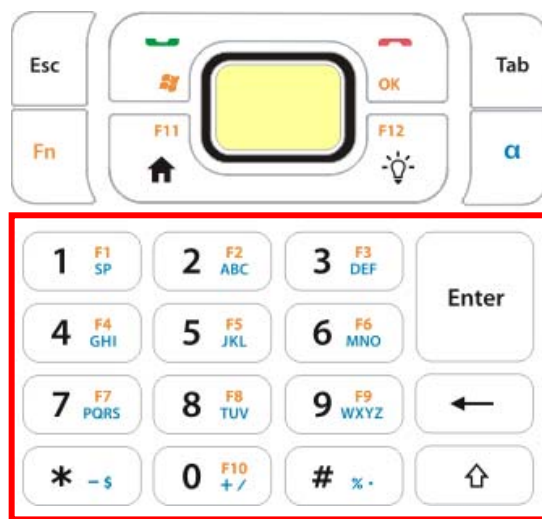 Esc
Tab
OK
Fn
F11
F12
α
1 F1 SP
2 F2 ABC
3 F3 DEF
Enter
4 F4 GHI
5 F5 JKL
6 F6 MNO
7 F7 PQRS
8 F8 TUV
9 F9 WXYZ
* - $
0 F10 + /
# % .